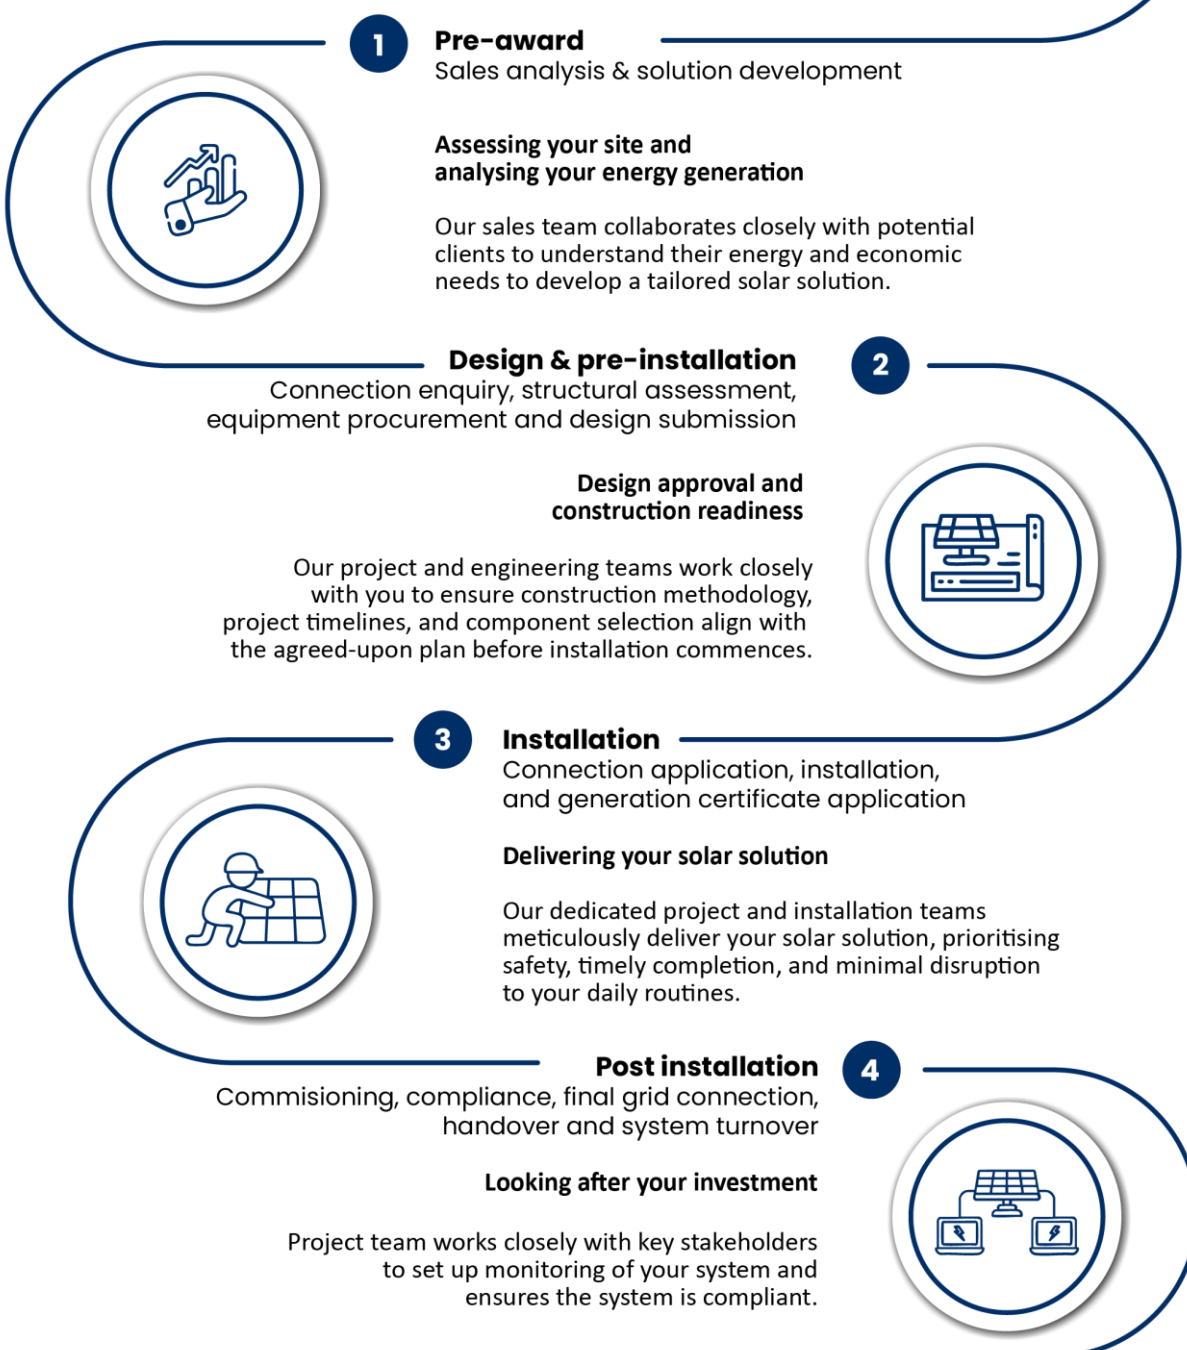 1
Pre-award
Sales analysis & solution development
Assessing your site and
analysing your energy generation
Our sales team collaborates closely with potential
clients to understand their energy and economic
needs to develop a tailored solar solution.
Design & pre-installation
2
Connection enquiry, structural assessment,
equipment procurement and design submission
Design approval and
construction readiness
Our project and engineering teams work closely
with you to ensure construction methodology,
project timelines, and component selection align with
the agreed-upon plan before installation commences.
3
Installation
Connection application, installation,
and generation certificate application
Delivering your solar solution
Our dedicated project and installation teams
meticulously deliver your solar solution, prioritising
safety, timely completion, and minimal disruption
to your daily routines.
Post installation
4
Commisioning, compliance, final grid connection,
handover and system turnover
Looking after your investment
Project team works closely with key stakeholders
to set up monitoring of your system and
ensures the system is compliant.